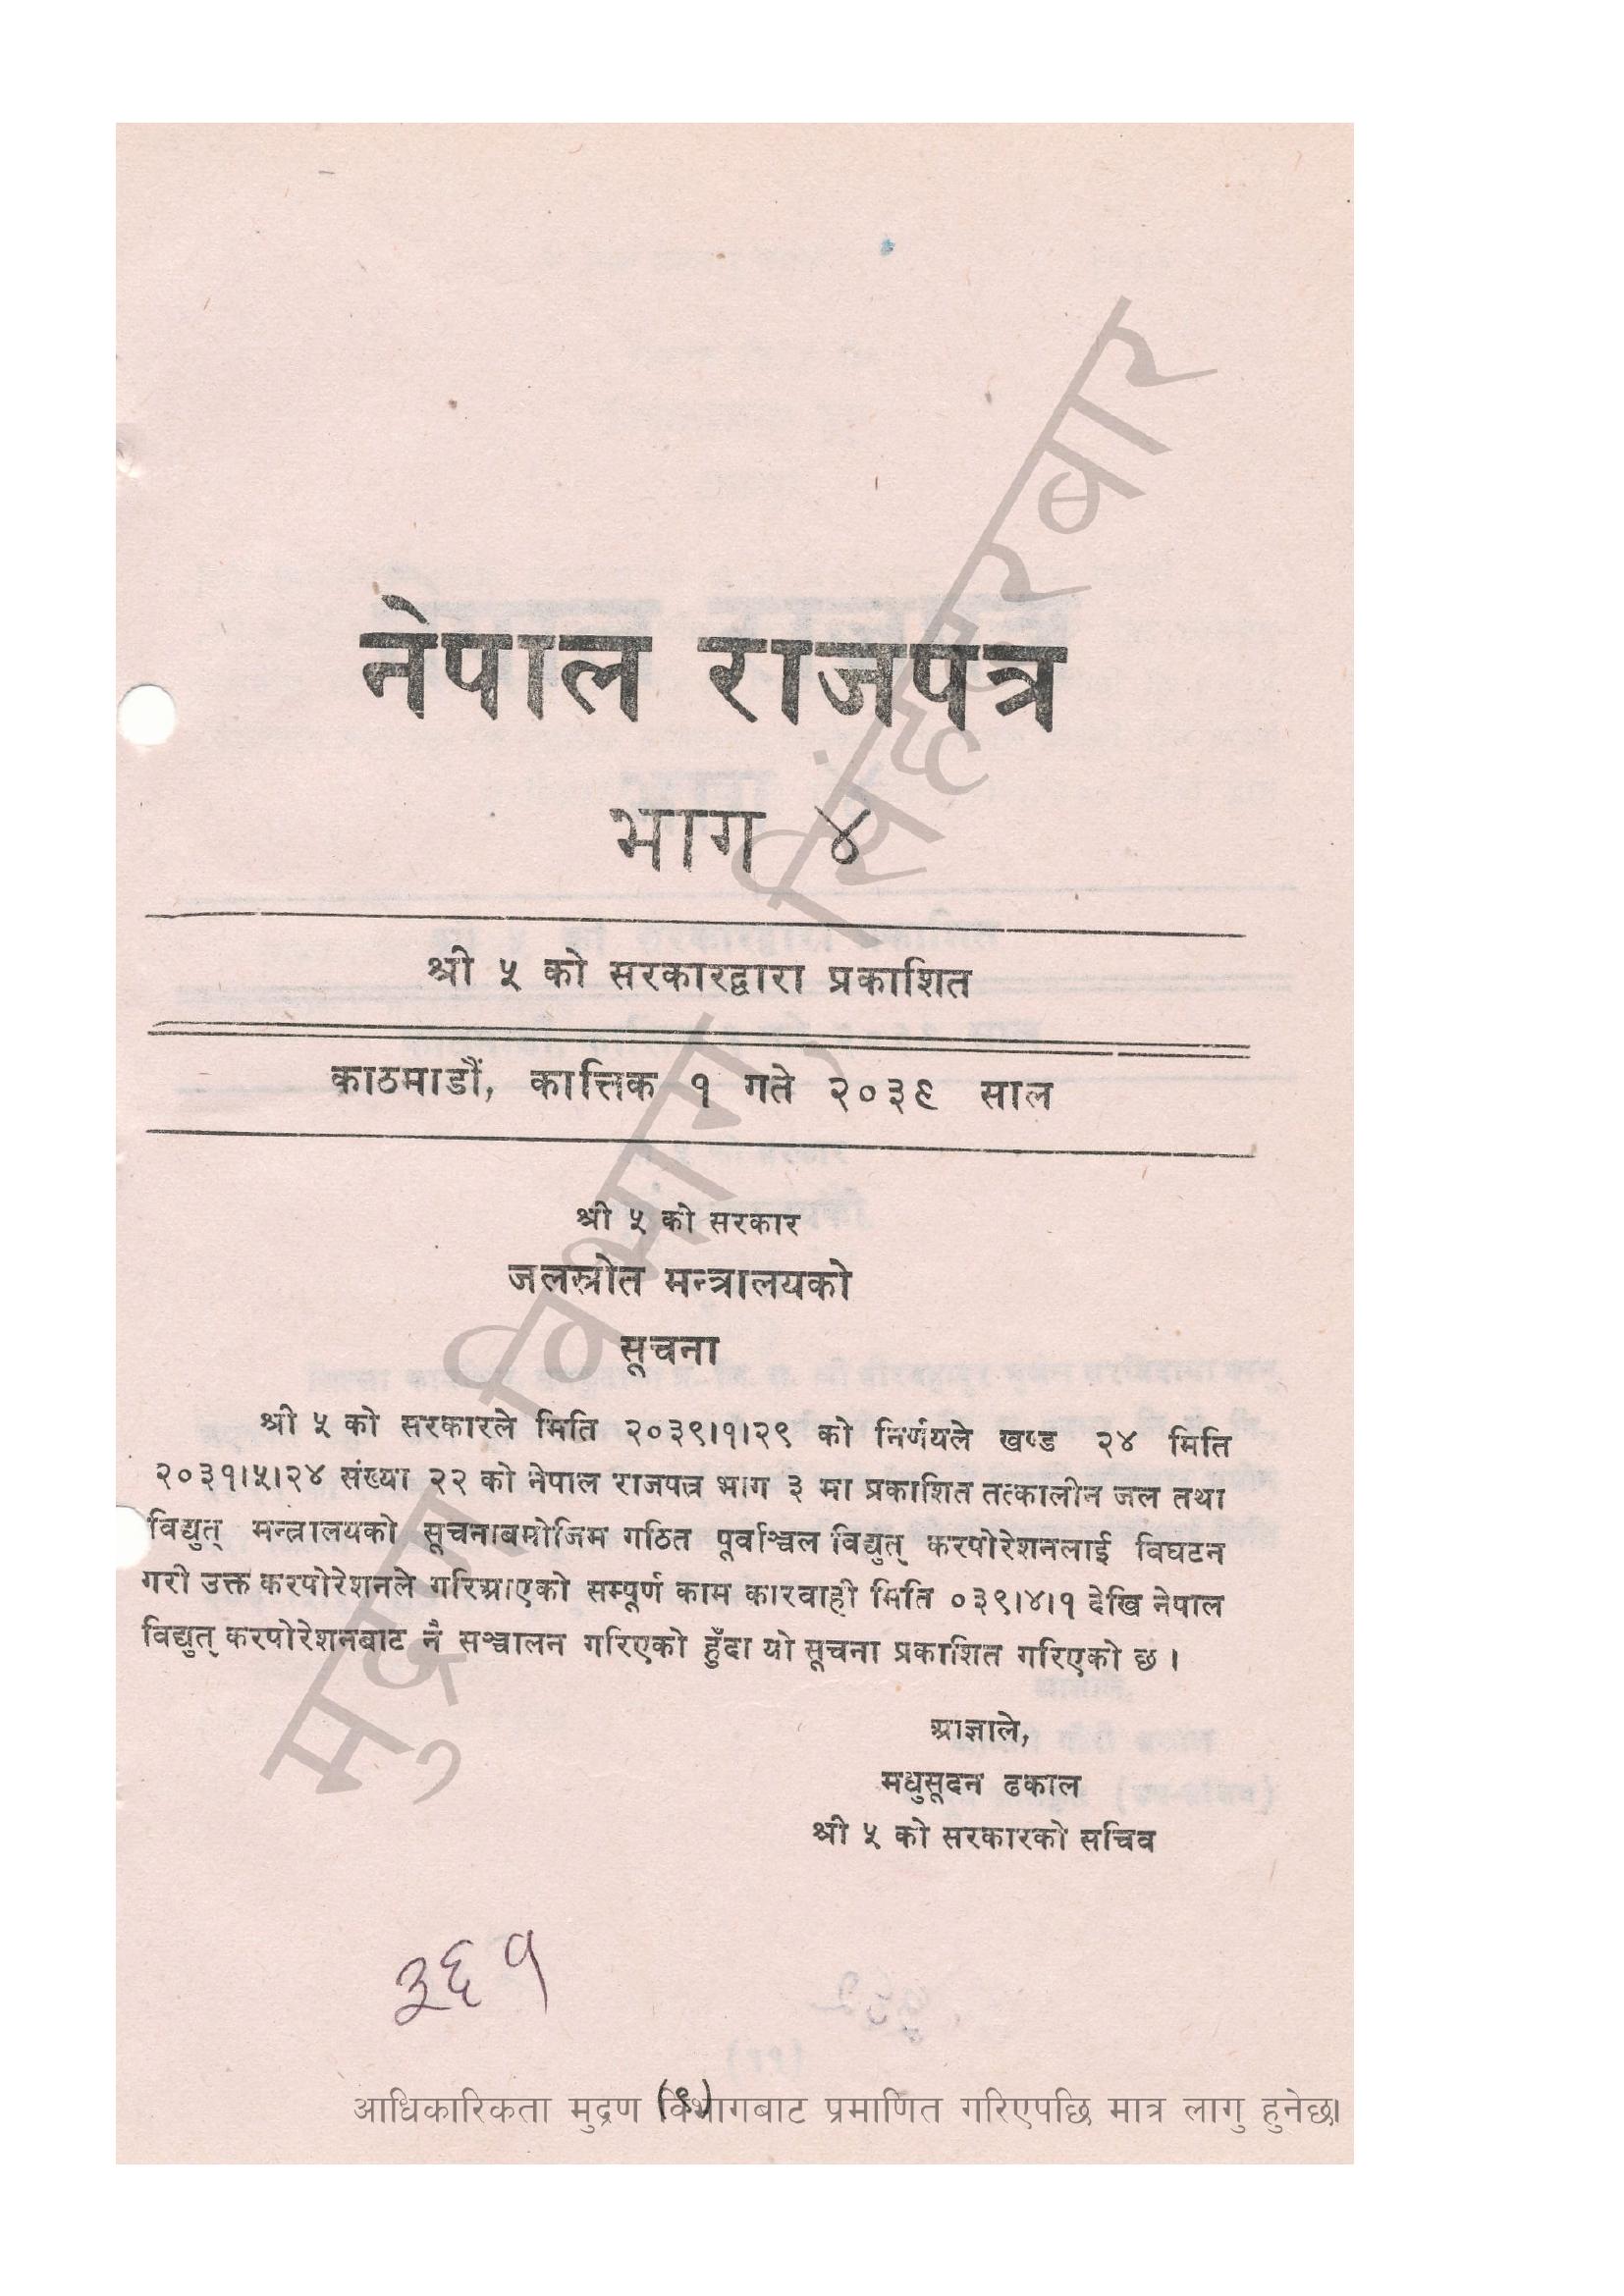 नेपाल राजपत्र
भाग ४
श्री ५ को सरकारद्वारा प्रकाशित
काठमाडौं, कात्तिक १ गते २०३९ साल
श्री ५ को सरकार
जलस्रोत मन्त्रालयको
सूचना
श्री ५ को सरकारले मिति २०३९।१।२९ को निर्णयले खण्ड २४ मिति
२०३१।५।२४ संख्या २२ को नेपाल राजपत्र भाग ३ मा प्रकाशित तत्कालीन जल तथा
विद्युत् मन्त्रालयको सूचनाबमोजिम गठित पूर्वाञ्चल विद्युत् करपोरेशनलाई विघटन
गरी उक्त करपोरेशनले गरिआएको सम्पूर्ण काम कारवाही मिति ०३९।४।१ देखि नेपाल
विद्युत् करपोरेशनबाट नै सञ्चालन गरिएको हुँदा यो सूचना प्रकाशित गरिएको छ ।
आज्ञाले,
मधुसूदन ढकाल
श्री ५ को सरकारको सचिव
३६१
(९)
आधिकारिकता मुद्रण विभागबाट प्रमाणित गरिएपछि मात्र लागु हुनेछ।
मुद्रण विभाग, सिंहदरबार